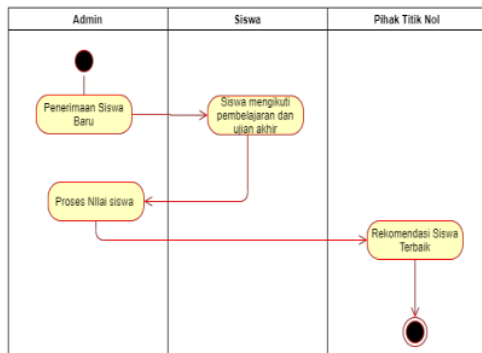 Admin
Siswa
Pihak Titik Nol
Penerimaan Siswa
Baru
Siswa mengikuti
pembelajaran dan
ujian akhir
Proses NIlai siswa
Rekomendasi Siswa
Terbaik